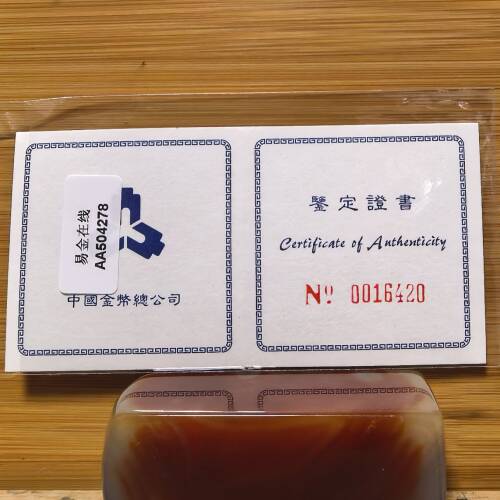 易金在线
AA504278
中國金幣總公司
鑒定證書
Certificate of Authenticity
Nº 0016420